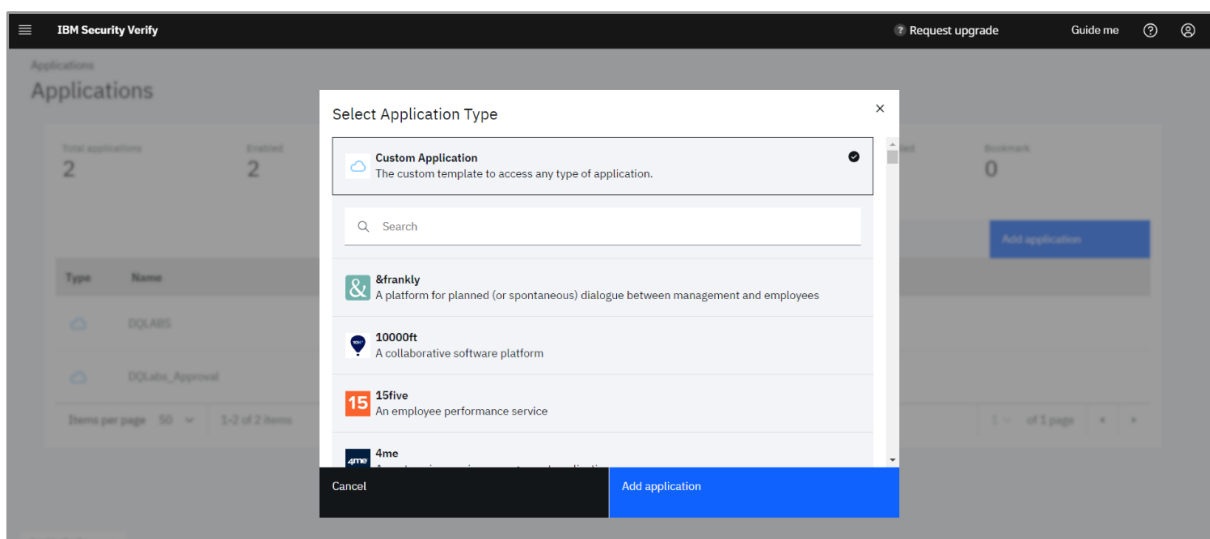 IBM Security Verify
Request upgrade
Guide me
Applications
Applications
Total applications
2
Enabled
2
Bookmark
0
Add application
Type Name
DQLABS
DQLabs_Approval
Items per page 50 1-2 of 2 items
1 of 1 page
Select Application Type
Custom Application
The custom template to access any type of application.
Search
&
&frankly
A platform for planned (or spontaneous) dialogue between management and employees
10000ft
A collaborative software platform
15
15five
An employee performance service
4me
4me
Cancel
Add application